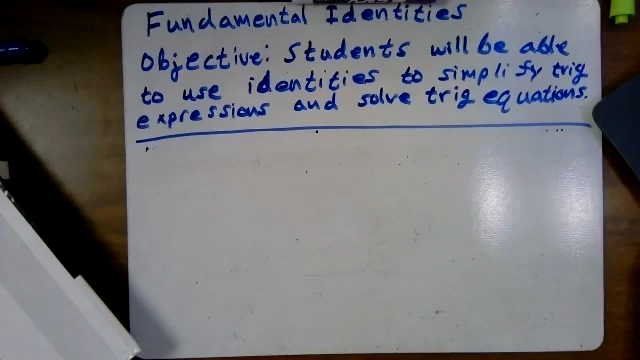 Fundamental Identities
Objective: Students will be able
to use identities to simplify trig
expressions and solve trig equations.